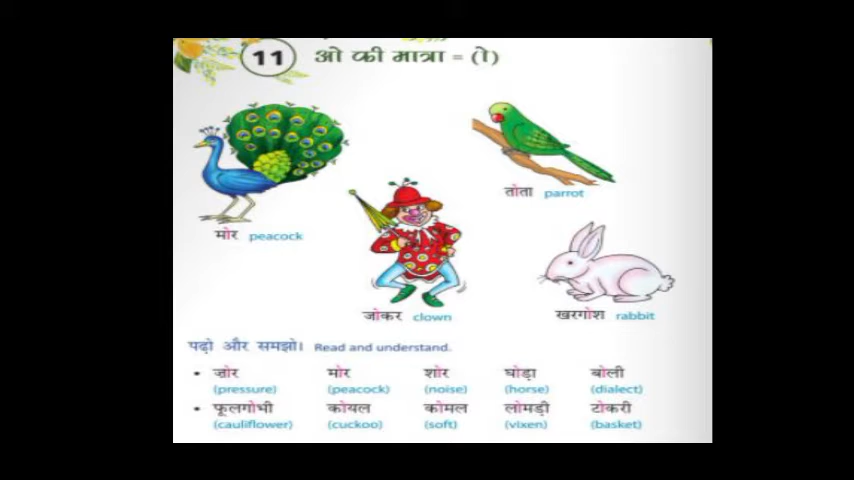 11 ओ की मात्रा = (ो)
तोता parrot
मोर peacock
जोकर clown
खरगोश rabbit
पढ़ो और समझो। Read and understand.
• ज़ोर मोर शोर घोड़ा बोली
(pressure) (peacock) (noise) (horse) (dialect)
• फूलगोभी कोयल कोमल लोमड़ी टोकरी
(cauliflower) (cuckoo) (soft) (vixen) (basket)